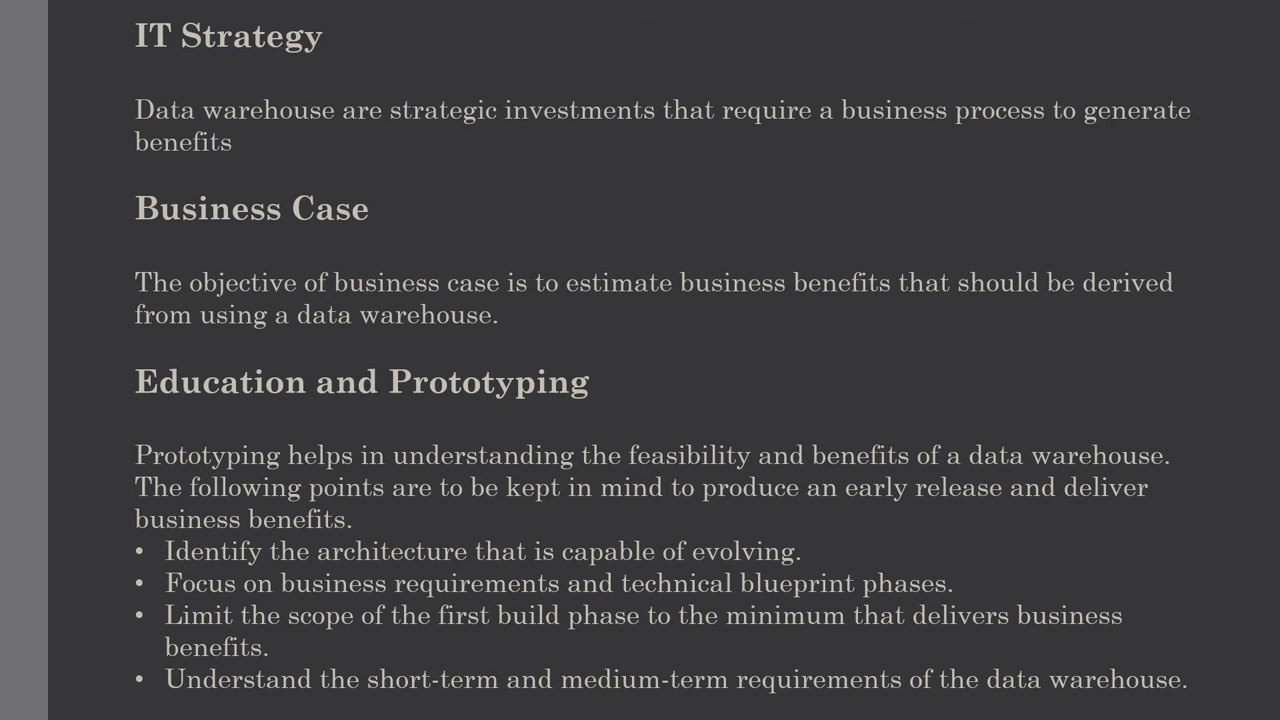 IT Strategy
Data warehouse are strategic investments that require a business process to generate
benefits
Business Case
The objective of business case is to estimate business benefits that should be derived
from using a data warehouse.
Education and Prototyping
Prototyping helps in understanding the feasibility and benefits of a data warehouse.
The following points are to be kept in mind to produce an early release and deliver
business benefits.
• Identify the architecture that is capable of evolving.
• Focus on business requirements and technical blueprint phases.
• Limit the scope of the first build phase to the minimum that delivers business
benefits.
• Understand the short-term and medium-term requirements of the data warehouse.